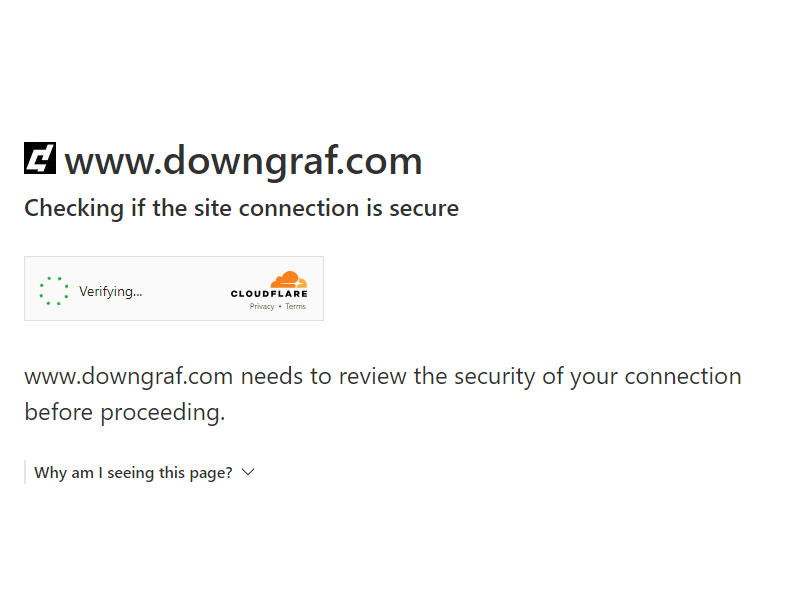 www.downgraf.com
Checking if the site connection is secure
Verifying...
CLOUDFLARE
Privacy • Terms
www.downgraf.com needs to review the security of your connection
before proceeding.
Why am I seeing this page?